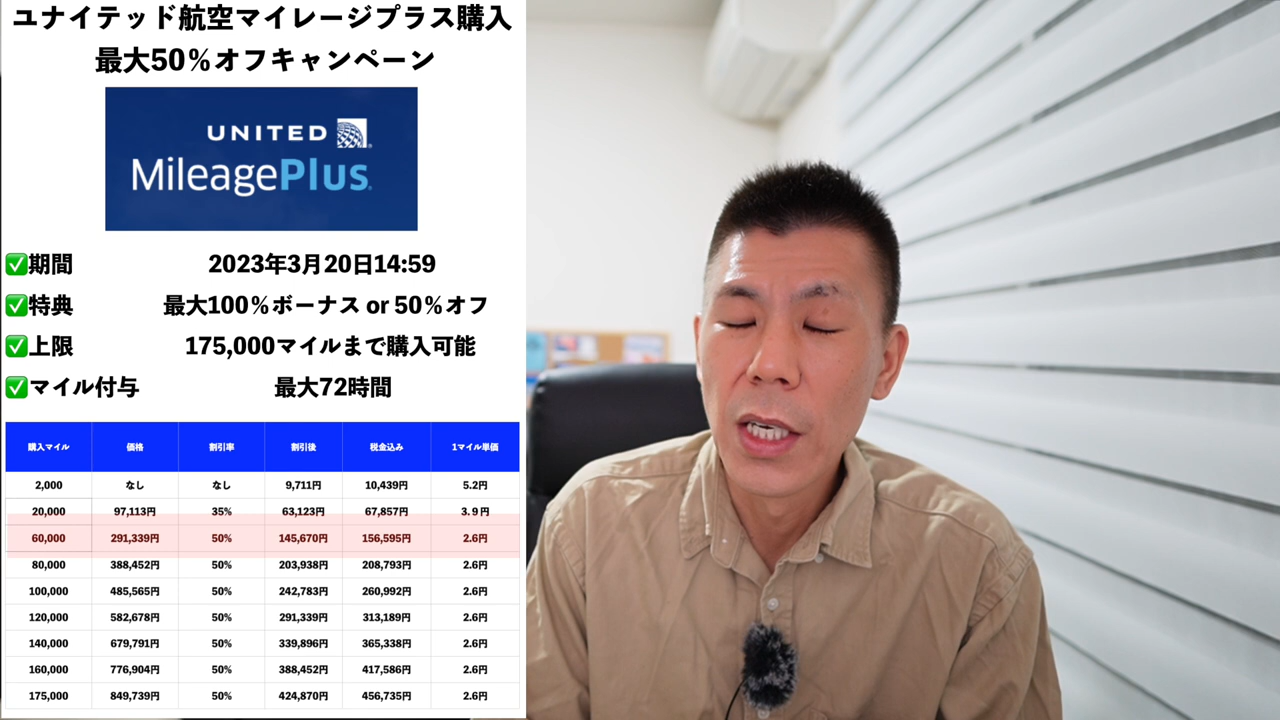 ユナイテッド航空マイレージプラス購入
最大50%オフキャンペーン
UNITED
MileagePlus
✅期間 2023年3月20日14:59
✅特典 最大100%ボーナス or 50%オフ
✅上限 175,000マイルまで購入可能
✅マイル付与 最大72時間
購入マイル 価格 割引率 割引後 税金込み 1マイル単価
2,000 なし なし 9,711円 10,439円 5.2円
20,000 97,113円 35% 63,123円 67,857円 3.9円
60,000 291,339円 50% 145,670円 156,595円 2.6円
80,000 388,452円 50% 203,938円 208,793円 2.6円
100,000 485,565円 50% 242,783円 260,992円 2.6円
120,000 582,678円 50% 291,339円 313,189円 2.6円
140,000 679,791円 50% 339,896円 365,338円 2.6円
160,000 776,904円 50% 388,452円 417,586円 2.6円
175,000 849,739円 50% 424,870円 456,735円 2.6円